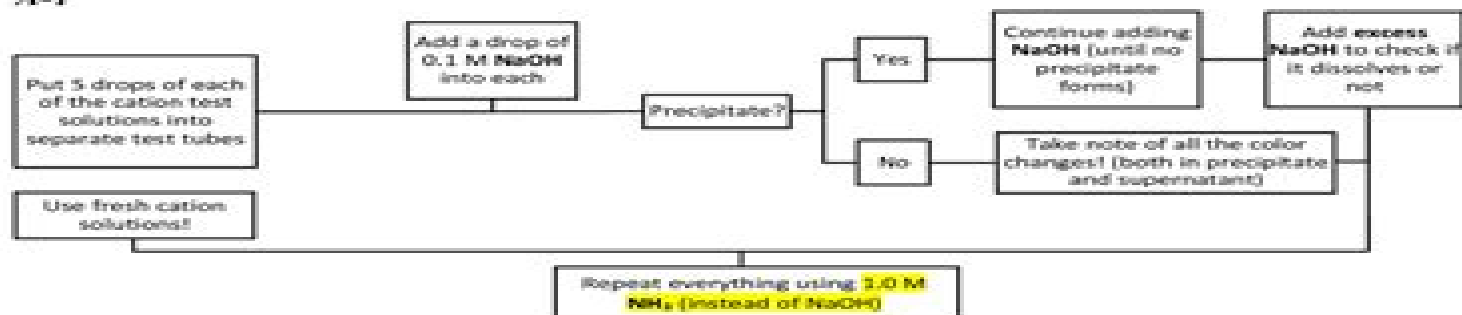 Put 5 drops of each
of the cation test
solutions into
separate test tubes
Add a drop of
0.1 M NaOH
into each
Precipitate?
Yes
Continue adding
NaOH (until no
precipitate
forms)
Add excess
NaOH to check if
it dissolves or
not
No
Take note of all the color
changes! (both in precipitate
and supernatant)
Use fresh cation
solutions!
Repeat everything using 1.0 M
NH₃ (instead of NaOH)